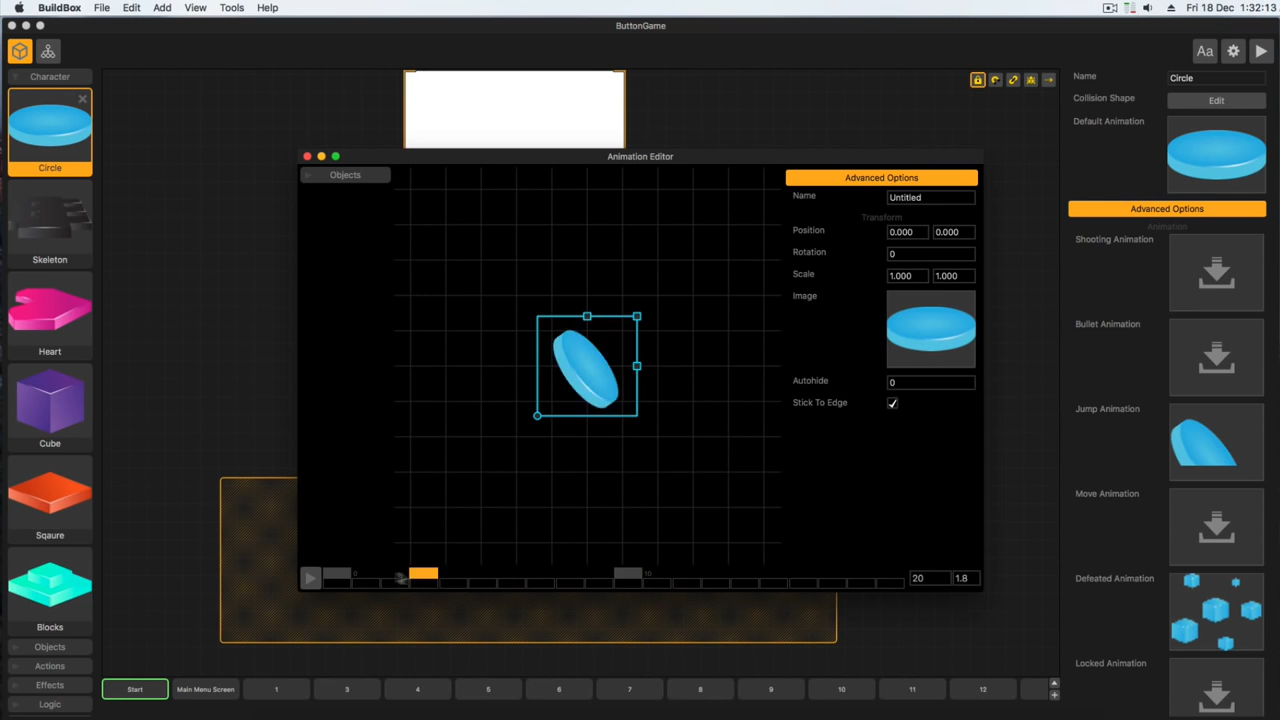 BuildBox File Edit Add View Tools Help Fri 18 Dec 1:32:13
ButtonGame
Aa
Character
Circle
Skeleton
Heart
Cube
Sqaure
Blocks
Objects
Actions
Effects
Logic
Animation Editor
Objects
Advanced Options
Name Untitled
Transform
Position 0.000 0.000
Rotation 0
Scale 1.000 1.000
Image
Autohide 0
Stick To Edge
0 10
20 1.8
Name Circle
Collision Shape Edit
Default Animation
Advanced Options
Animation
Shooting Animation
Bullet Animation
Jump Animation
Move Animation
Defeated Animation
Locked Animation
Start Main Menu Screen 1 3 4 5 6 7 8 9 10 11 12